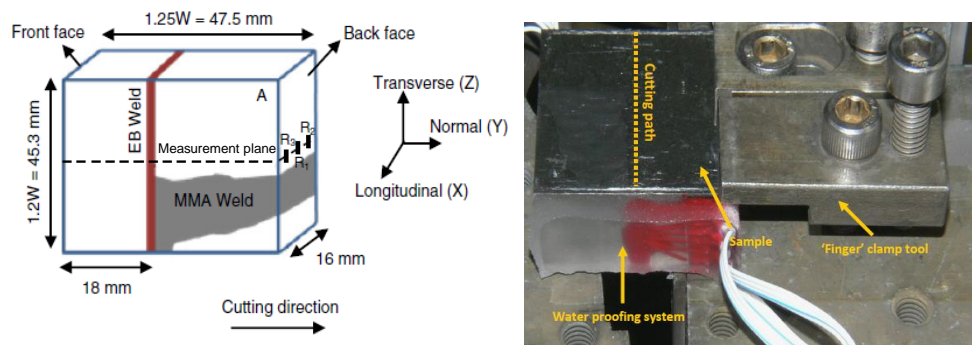 1.25W = 47.5 mm
Front face
Back face
A
Transverse (Z)
1.2W = 45.3 mm
EB Weld
Measurement plane
R3
R2
R1
Normal (Y)
MMA Weld
Longitudinal (X)
16 mm
18 mm
Cutting direction
Cutting path
Sample
'Finger' clamp tool
Water proofing system